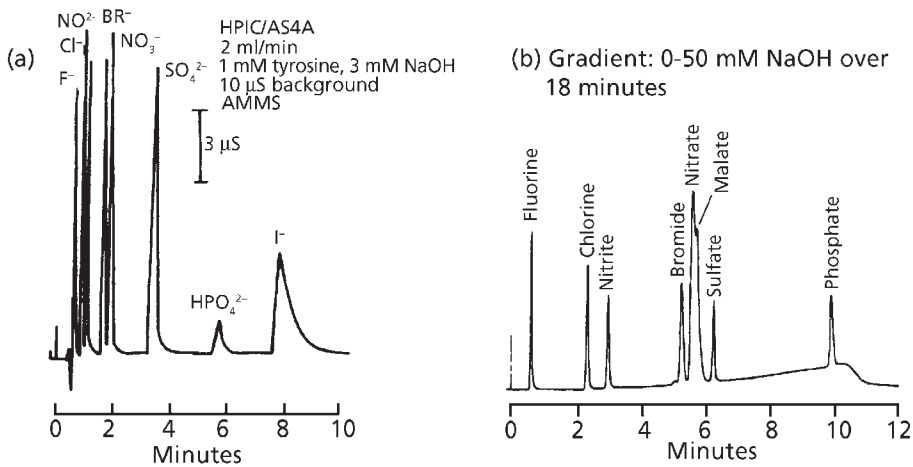 (a)
NO²⁻ BR⁻
Cl⁻
NO₃⁻
F⁻
SO₄²⁻
HPIC/AS4A
2 ml/min
1 mM tyrosine, 3 mM NaOH
10 µS background
AMMS
3 µS
HPO₄²⁻
I⁻
0 2 4 6 8 10
Minutes
(b) Gradient: 0-50 mM NaOH over
18 minutes
Fluorine
Chlorine
Nitrite
Bromide
Nitrate
Malate
Sulfate
Phosphate
0 2 4 6 8 10 12
Minutes